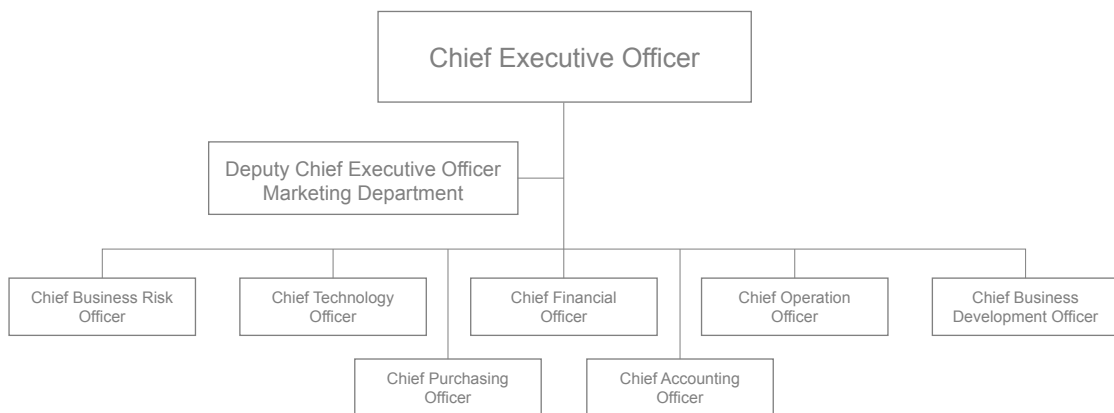 Chief Executive Officer
Deputy Chief Executive Officer
Marketing Department
Chief Business Risk
Officer
Chief Technology
Officer
Chief Financial
Officer
Chief Operation
Officer
Chief Business
Development Officer
Chief Purchasing
Officer
Chief Accounting
Officer